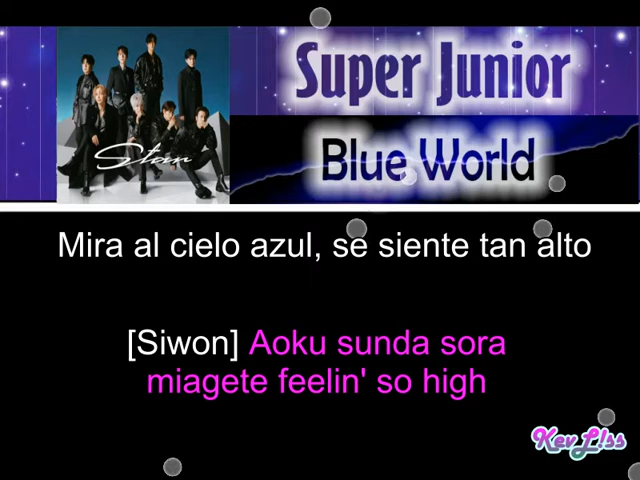 Super Junior
Star
Blue World
Mira al cielo azul, se siente tan alto
[Siwon] Aoku sunda sora
miagete feelin' so high
KevL!ss